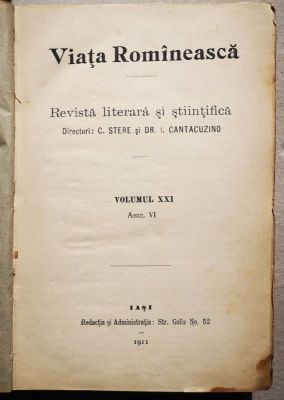 Viața Romînească
Revistă literară și științifică
Directori: C. STERE și DR. I. CANTACUZINO
VOLUMUL XXI
ANUL VI
IAȘI
Redacția și Administrația: Str. Golia No. 52
1911